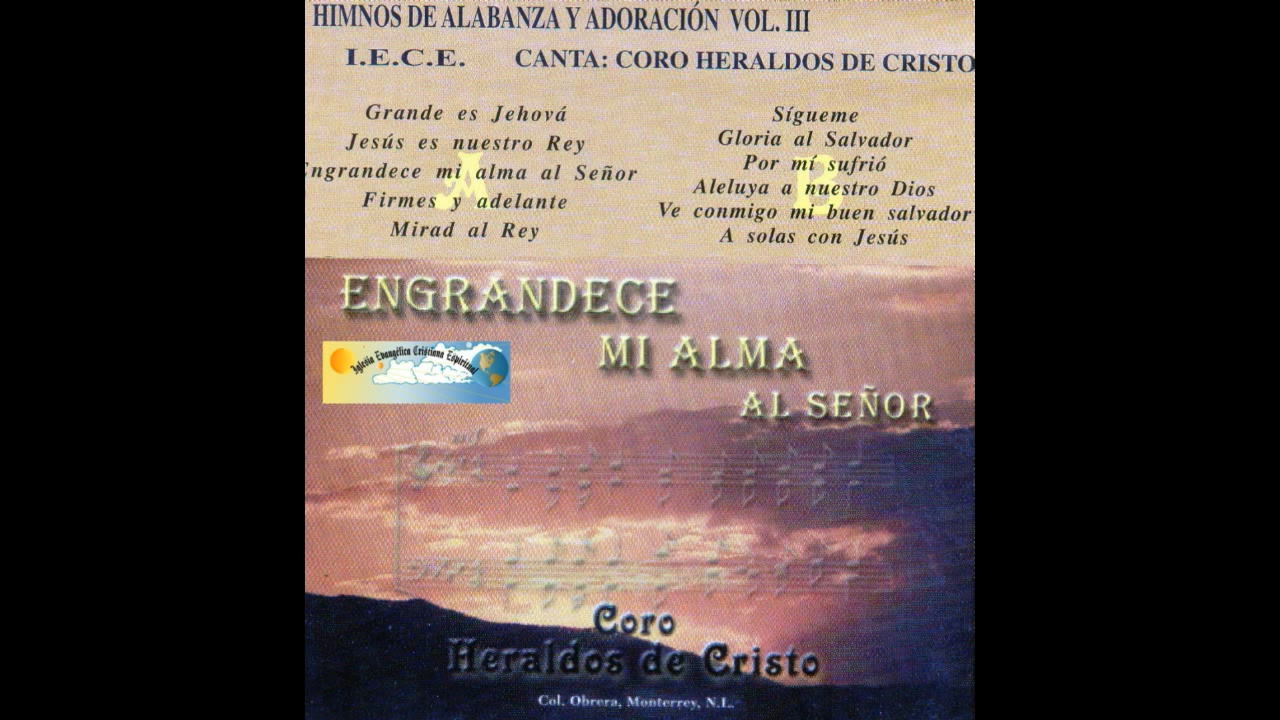 HIMNOS DE ALABANZA Y ADORACIÓN VOL. III
I.E.C.E. CANTA: CORO HERALDOS DE CRISTO
A
Grande es Jehová
Jesús es nuestro Rey
Engrandece mi alma al Señor
Firmes y adelante
Mirad al Rey
B
Sígueme
Gloria al Salvador
Por mí sufrió
Aleluya a nuestro Dios
Ve conmigo mi buen salvador
A solas con Jesús
ENGRANDECE
MI ALMA
AL SEÑOR
Iglesia Evangélica Cristiana Espiritual
Coro
Heraldos de Cristo
Col. Obrera, Monterrey, N.L.